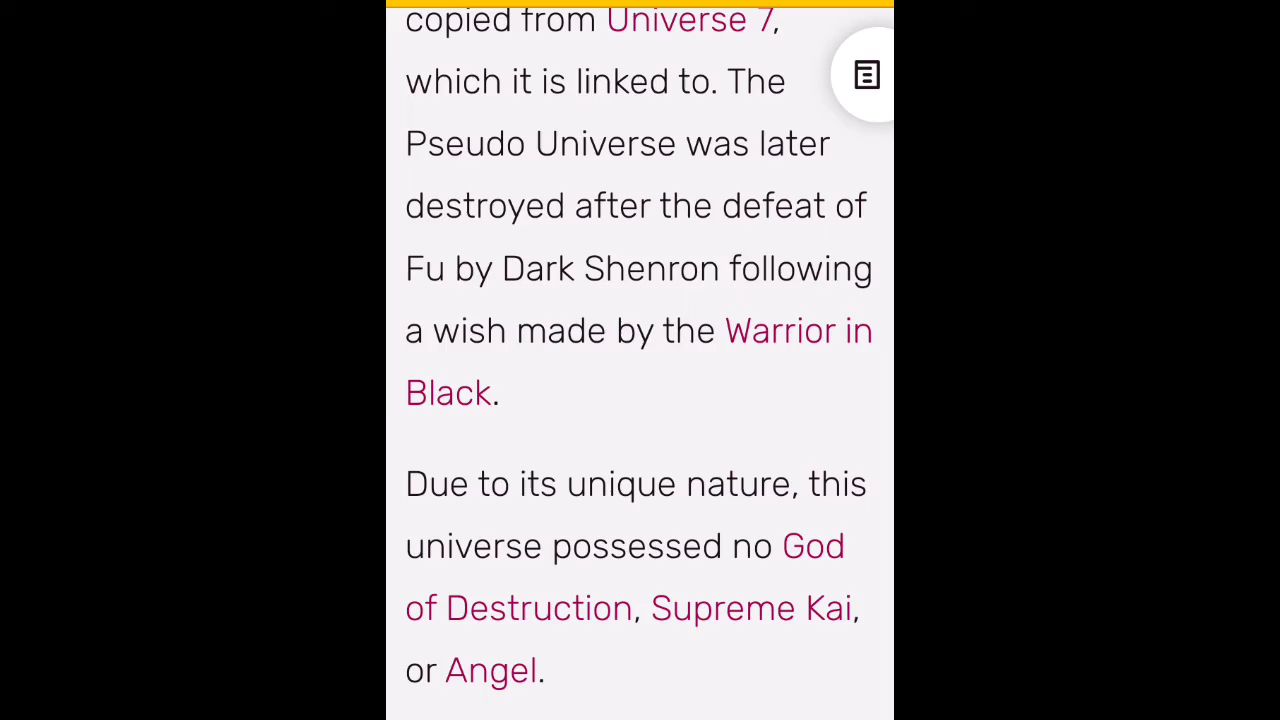 copied from Universe 7,
which it is linked to. The
Pseudo Universe was later
destroyed after the defeat of
Fu by Dark Shenron following
a wish made by the Warrior in
Black.
Due to its unique nature, this
universe possessed no God
of Destruction, Supreme Kai,
or Angel.